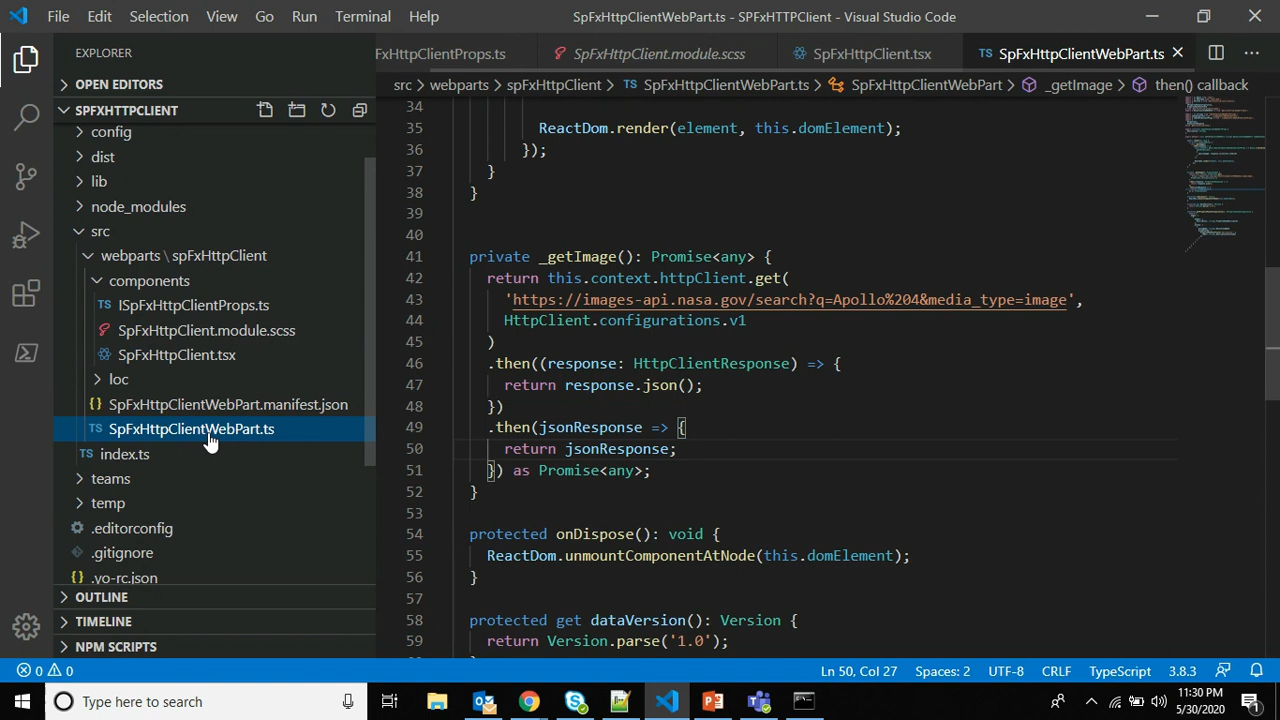 File Edit Selection View Go Run Terminal Help
SpFxHttpClientWebPart.ts - SPFxHTTPClient - Visual Studio Code
EXPLORER
OPEN EDITORS
SPFXHTTPCLIENT
config
dist
lib
node_modules
src
webparts \ spFxHttpClient
components
TS ISpFxHttpClientProps.ts
SpFxHttpClient.module.scss
SpFxHttpClient.tsx
loc
{} SpFxHttpClientWebPart.manifest.json
TS SpFxHttpClientWebPart.ts
TS index.ts
teams
temp
.editorconfig
.gitignore
{} .yo-rc.json
OUTLINE
TIMELINE
NPM SCRIPTS
FxHttpClientProps.ts SpFxHttpClient.module.scss SpFxHttpClient.tsx TS SpFxHttpClientWebPart.ts
src > webparts > spFxHttpClient > TS SpFxHttpClientWebPart.ts > SpFxHttpClientWebPart > _getImage > then() callback
34
35 ReactDom.render(element, this.domElement);
36 });
37 }
38 }
39
40
41 private _getImage(): Promise<any> {
42 return this.context.httpClient.get(
43 'https://images-api.nasa.gov/search?q=Apollo%204&media_type=image',
44 HttpClient.configurations.v1
45 )
46 .then((response: HttpClientResponse) => {
47 return response.json();
48 })
49 .then(jsonResponse => {
50 return jsonResponse;
51 }) as Promise<any>;
52 }
53
54 protected onDispose(): void {
55 ReactDom.unmountComponentAtNode(this.domElement);
56 }
57
58 protected get dataVersion(): Version {
59 return Version.parse('1.0');
0 0
Ln 50, Col 27 Spaces: 2 UTF-8 CRLF TypeScript 3.8.3
Type here to search
11:30 PM
5/30/2020
1